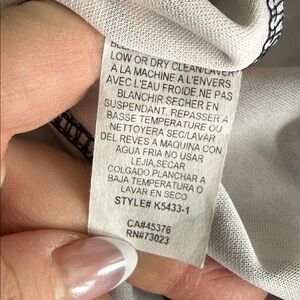 LOW OR DRY CLEAN/LAVER
A LA MACHINE A L'ENVERS
AVEC L'EAU FROIDE.NE PAS
BLANCHIR SECHER EN
SUSPENDANT, REPASSER A
BASSE TEMPERATURE OU
NETTOYERA SEC/LAVAR
DEL REVES A MAQUINA CON
AGUA FRIA NO USAR
LEJIA,SECAR
COLGADO,PLANCHAR A
BAJA TEMPERATURA O
LAVAR EN SECO
STYLE# K5433-1
CA#45376
RN#73023